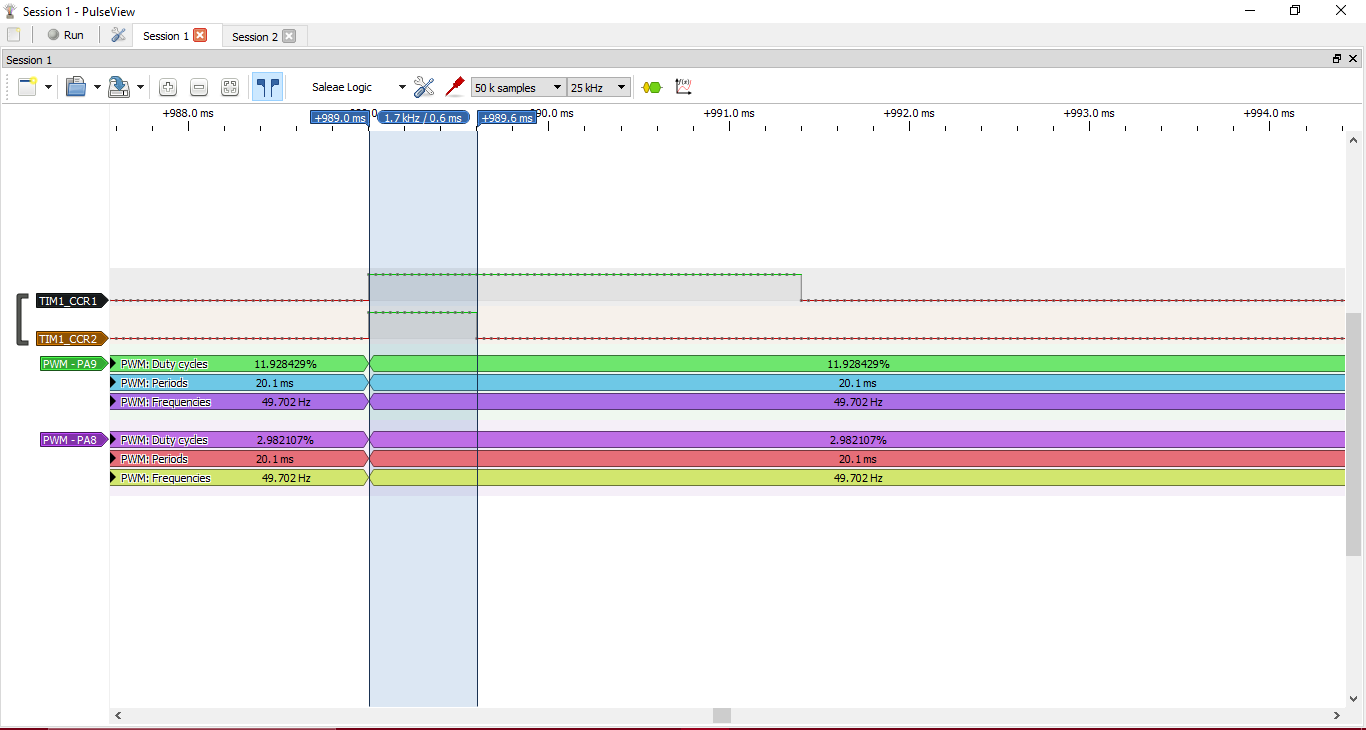 Session 1 - PulseView
Run
Session 1
Session 2
Session 1
Saleae Logic
50 k samples
25 kHz
+988.0 ms
+991.0 ms
+992.0 ms
+993.0 ms
+994.0 ms
+989.0 ms
1.7 kHz / 0.6 ms
+989.6 ms
90.0 ms
TIM1_CCR1
TIM1_CCR2
PWM - PA9
PWM: Duty cycles
11.928429%
11.928429%
PWM: Periods
20.1 ms
20.1 ms
PWM: Frequencies
49.702 Hz
49.702 Hz
PWM - PA8
PWM: Duty cycles
2.982107%
2.982107%
PWM: Periods
20.1 ms
20.1 ms
PWM: Frequencies
49.702 Hz
49.702 Hz